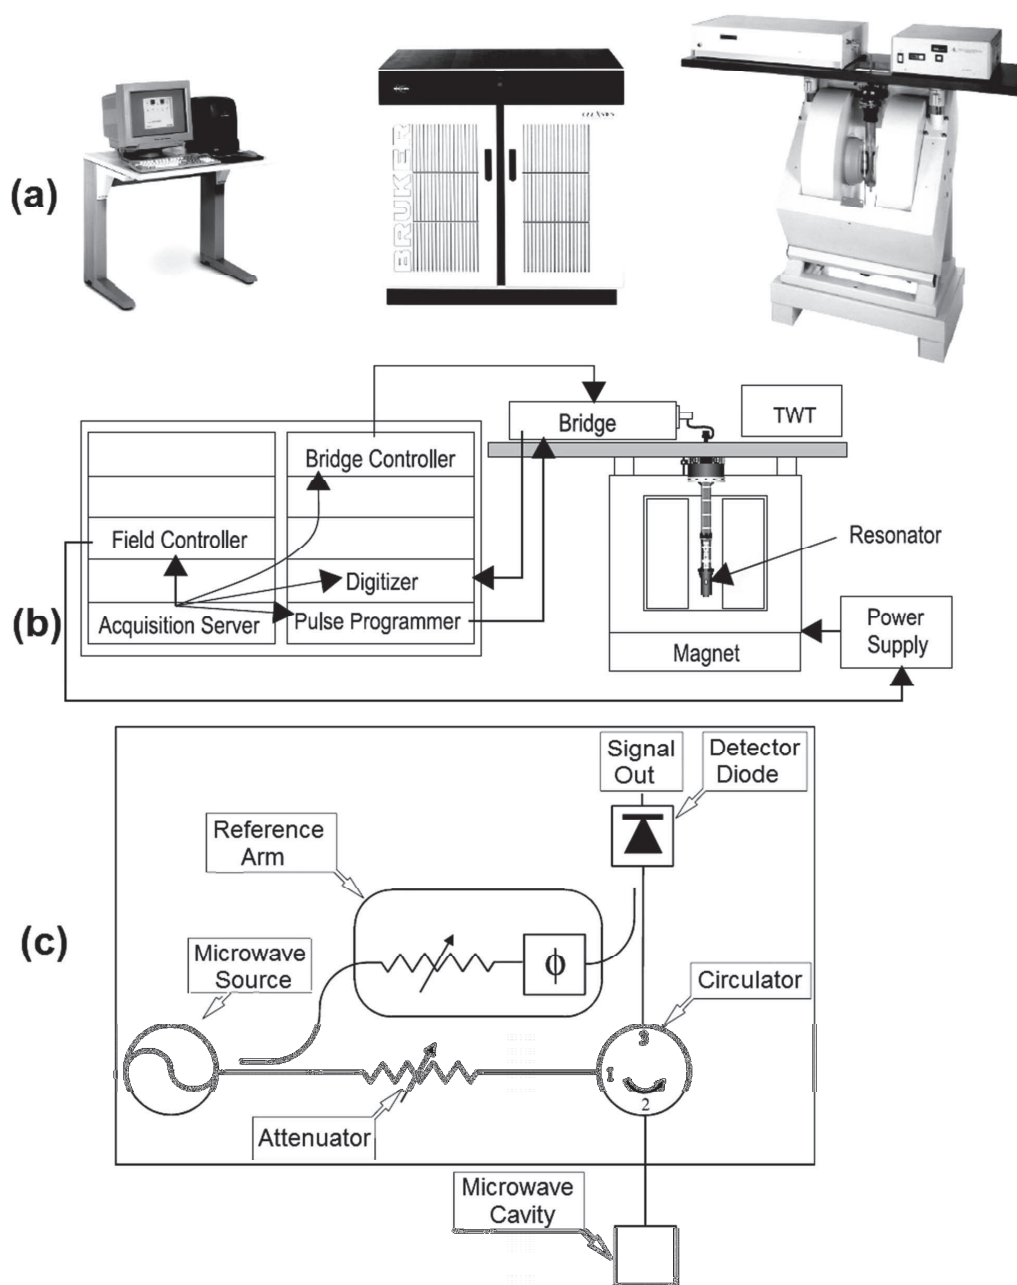 (a)
BRUKER
Bridge
TWT
Bridge Controller
Field Controller
Resonator
Digitizer
(b)
Acquisition Server
Pulse Programmer
Power
Supply
Magnet
Signal
Out
Detector
Diode
Reference
Arm
(c)
ϕ
Microwave
Source
Circulator
3
1
2
Attenuator
Microwave
Cavity